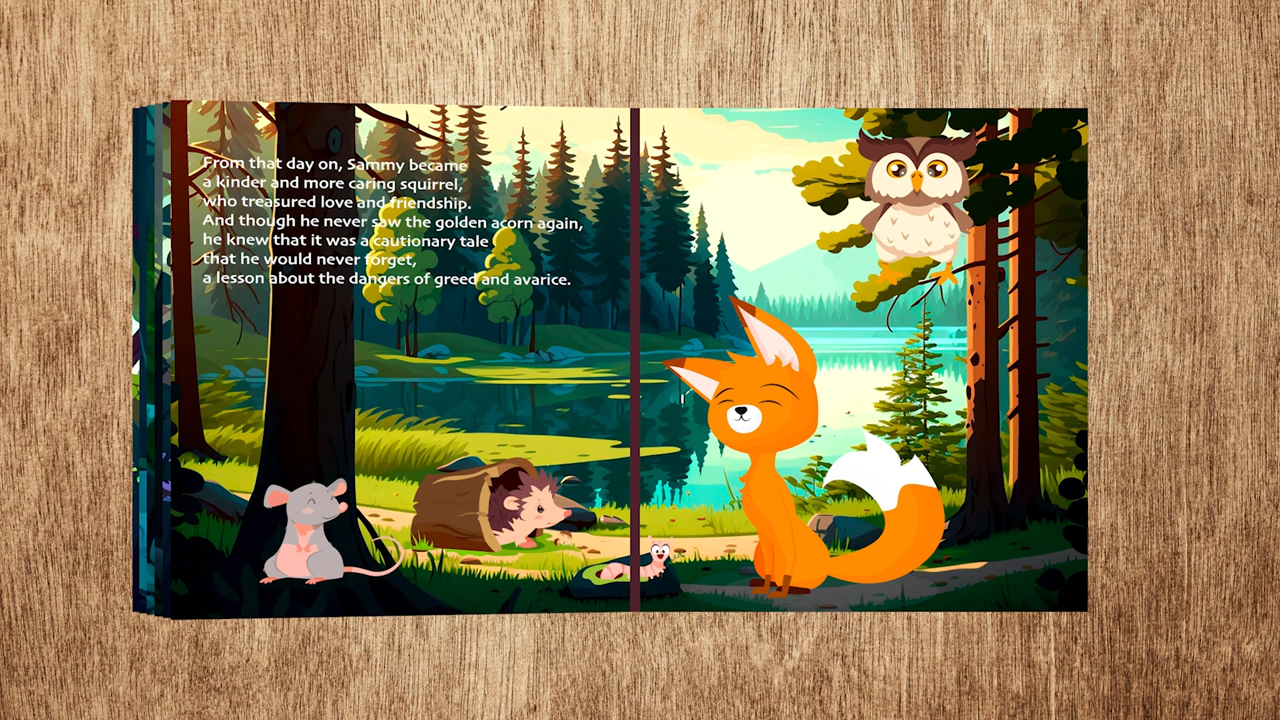 From that day on, Sammy became
a kinder and more caring squirrel,
who treasured love and friendship.
And though he never saw the golden acorn again,
he knew that it was a cautionary tale
that he would never forget,
a lesson about the dangers of greed and avarice.